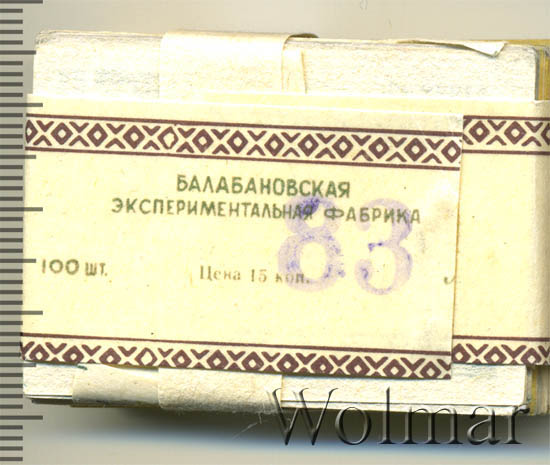 БАЛАБАНОВСКАЯ
ЭКСПЕРИМЕНТАЛЬНАЯ ФАБРИКА
83
100 шт.
Цена 15 коп.
Wolmar